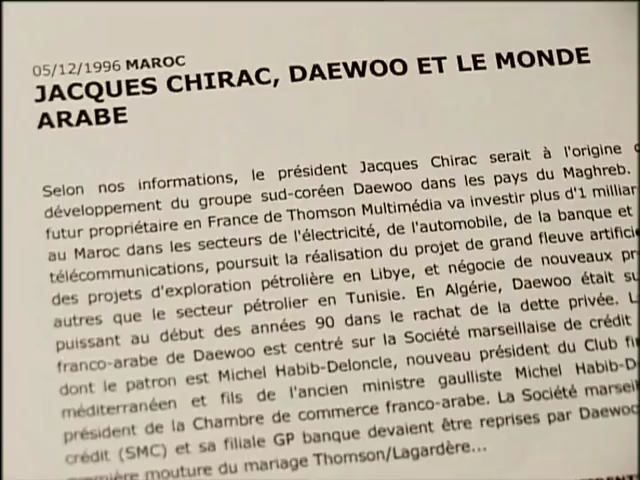 05/12/1996 MAROC
JACQUES CHIRAC, DAEWOO ET LE MONDE
ARABE
Selon nos informations, le président Jacques Chirac serait à l'origine
développement du groupe sud-coréen Daewoo dans les pays du Maghreb.
futur propriétaire en France de Thomson Multimédia va investir plus d'1
au Maroc dans les secteurs de l'électricité, de l'automobile, de la banque et
télécommunications, poursuit la réalisation du projet de grand fleuve
des projets d'exploration pétrolière en Libye, et négocie de nouveaux
autres que le secteur pétrolier en Tunisie. En Algérie, Daewoo était
puissant au début des années 90 dans le rachat de la dette privée.
franco-arabe de Daewoo est centré sur la Société marseillaise de crédit
dont le patron est Michel Habib-Deloncle, nouveau président du Club
méditerranéen et fils de l'ancien ministre gaulliste Michel
président de la Chambre de commerce franco-arabe. La Société
crédit (SMC) et sa filiale GP banque devaient être reprises par Daewoo
mouture du mariage Thomson/Lagardère...